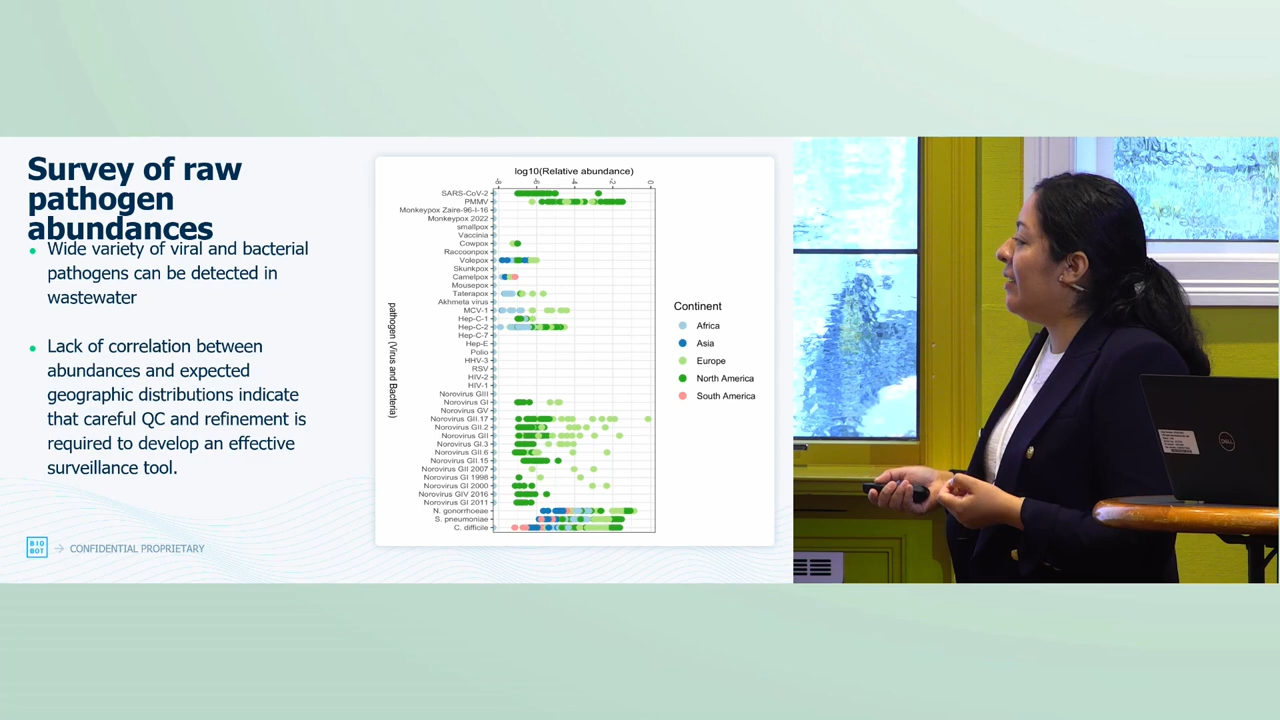 Survey of raw
pathogen
abundances
• Wide variety of viral and bacterial
pathogens can be detected in
wastewater
• Lack of correlation between
abundances and expected
geographic distributions indicate
that careful QC and refinement is
required to develop an effective
surveillance tool.
BIO
BOT
→ CONFIDENTIAL PROPRIETARY
log10(Relative abundance)
-8 -6 -4 -2 0
pathogen (Virus and Bacteria)
SARS-CoV-2
PMMV
Monkeypox Zaire-96-I-16
Monkeypox 2022
smallpox
Vaccinia
Cowpox
Raccoonpox
Volepox
Skunkpox
Camelpox
Mousepox
Taterapox
Akhmeta virus
MCV-1
Hep-C-1
Hep-C-2
Hep-C-7
Hep-E
Polio
HHV-3
RSV
HIV-2
HIV-1
Norovirus GIII
Norovirus GI
Norovirus GV
Norovirus GII.17
Norovirus GII.2
Norovirus GII
Norovirus GI.3
Norovirus GII.6
Norovirus GII.15
Norovirus GII 2007
Norovirus GI 1998
Norovirus GI 2000
Norovirus GIV 2016
Norovirus GI 2011
N. gonorrhoeae
S. pneumoniae
C. difficile
Continent
Africa
Asia
Europe
North America
South America
DELL